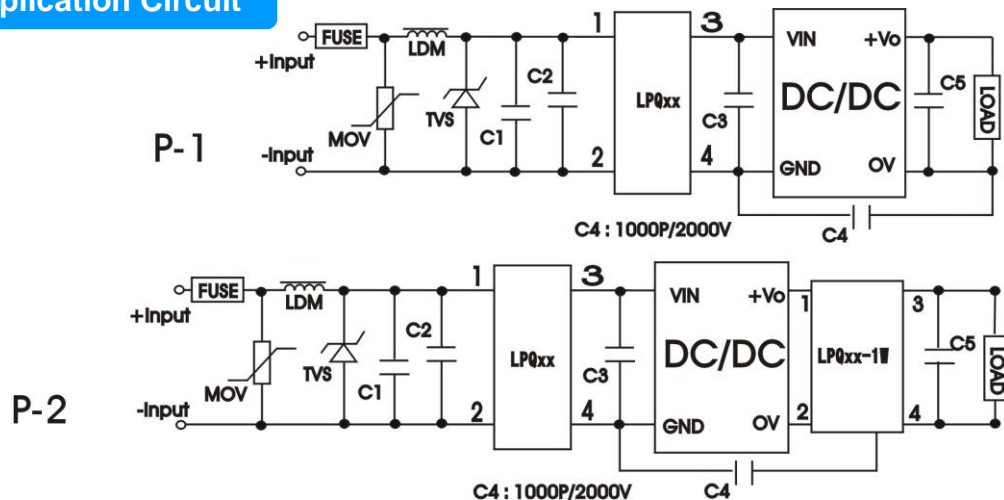 plication Circuit
1
3
FUSE
LDM
VIN
+Vo
+Input
C2
C5
LPQxx
DC/DC
LOAD
TVS
C3
C1
MOV
P-1
-Input
2
4
GND
OV
C4 : 1000P/2000V
C4
1
3
FUSE
LDM
VIN
+Vo
1
3
+Input
C2
C5
LPQxx
DC/DC
LPQxx-1W
LOAD
TVS
C3
C1
MOV
P-2
-Input
2
4
GND
OV
2
4
C4 : 1000P/2000V
C4